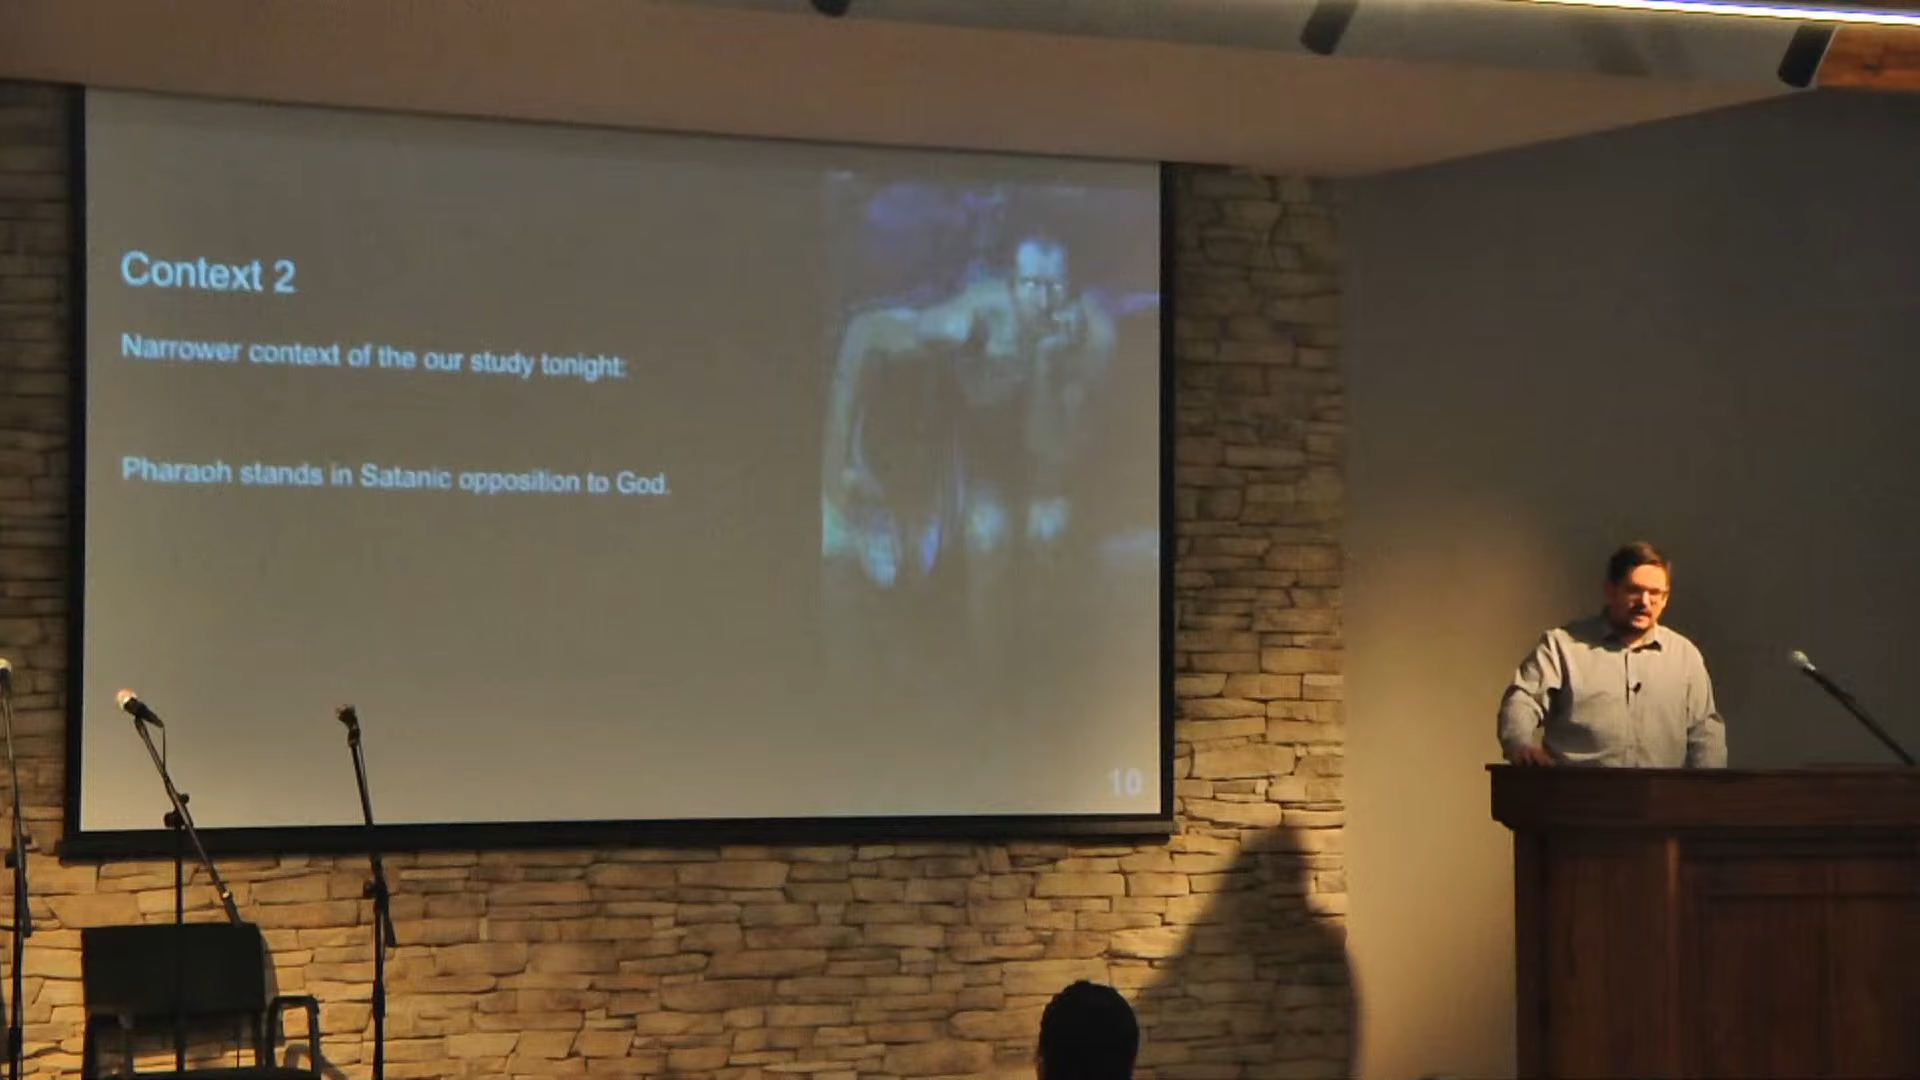 Context 2
Narrower context of the our study tonight:
Pharaoh stands in Satanic opposition to God.
10